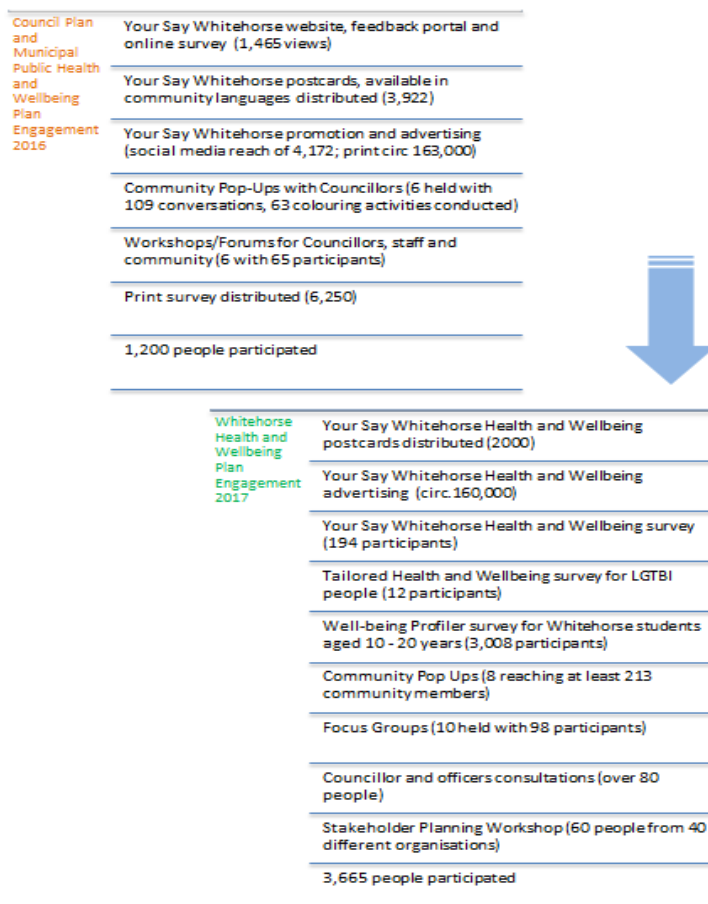 Council Plan
and
Municipal
Public Health
and
Wellbeing
Plan
Engagement
2016
Your Say Whitehorse website, feedback portal and
online survey (1,465 views)
Your Say Whitehorse postcards, available in
community languages distributed (3,922)
Your Say Whitehorse promotion and advertising
(social media reach of 4,172; print circ 163,000)
Community Pop-Ups with Councillors (6 held with
109 conversations, 63 colouring activities conducted)
Workshops/Forums for Councillors, staff and
community (6 with 65 participants)
Print survey distributed (6,250)
1,200 people participated
Whitehorse
Health and
Wellbeing
Plan
Engagement
2017
Your Say Whitehorse Health and Wellbeing
postcards distributed (2000)
Your Say Whitehorse Health and Wellbeing
advertising (circ.160,000)
Your Say Whitehorse Health and Wellbeing survey
(194 participants)
Tailored Health and Wellbeing survey for LGTBI
people (12 participants)
Well-being Profiler survey for Whitehorse students
aged 10 - 20 years (3,008 participants)
Community Pop Ups (8 reaching at least 213
community members)
Focus Groups (10 held with 98 participants)
Councillor and officers consultations (over 80
people)
Stakeholder Planning Workshop (60 people from 40
different organisations)
3,665 people participated